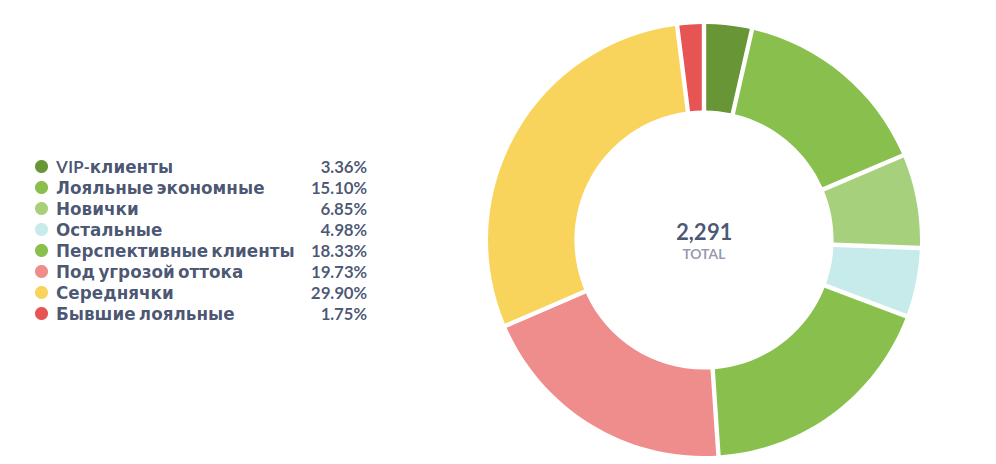 VIP-клиенты 3.36%
Лояльные экономные 15.10%
Новички 6.85%
Остальные 4.98%
Перспективные клиенты 18.33%
Под угрозой оттока 19.73%
Середнячки 29.90%
Бывшие лояльные 1.75%
2,291
TOTAL